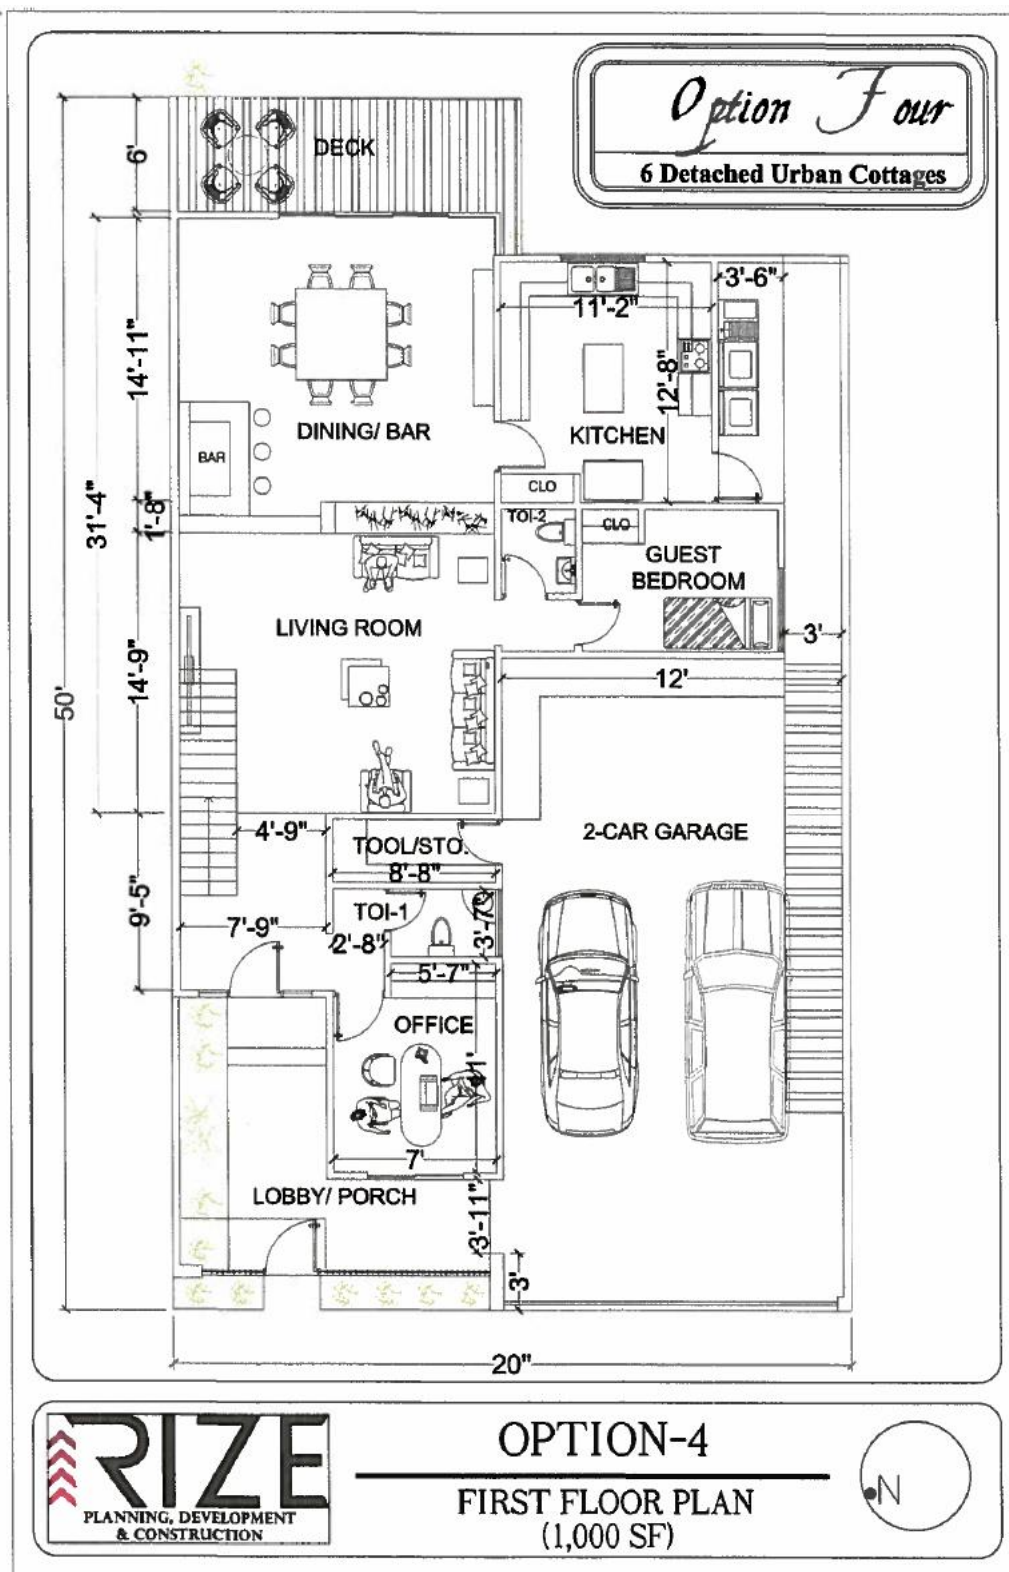 Option Four
6 Detached Urban Cottages
DECK
6'
3'-6"
11'-2"
14'-11"
12'-8"
DINING/ BAR
KITCHEN
BAR
CLO
31'-4"
1'-8"
TOI-2
CLO
GUEST
BEDROOM
LIVING ROOM
3'
14'-9"
12'
50'
4'-9"
TOOL/STO.
2-CAR GARAGE
8'-8"
9'-5"
TOI-1
3'-7"
7'-9"
2'-8"
5'-7"
OFFICE
7'
LOBBY/ PORCH
3'-11"
3'
20"
RIZE
PLANNING, DEVELOPMENT
& CONSTRUCTION
OPTION-4
FIRST FLOOR PLAN
(1,000 SF)
N